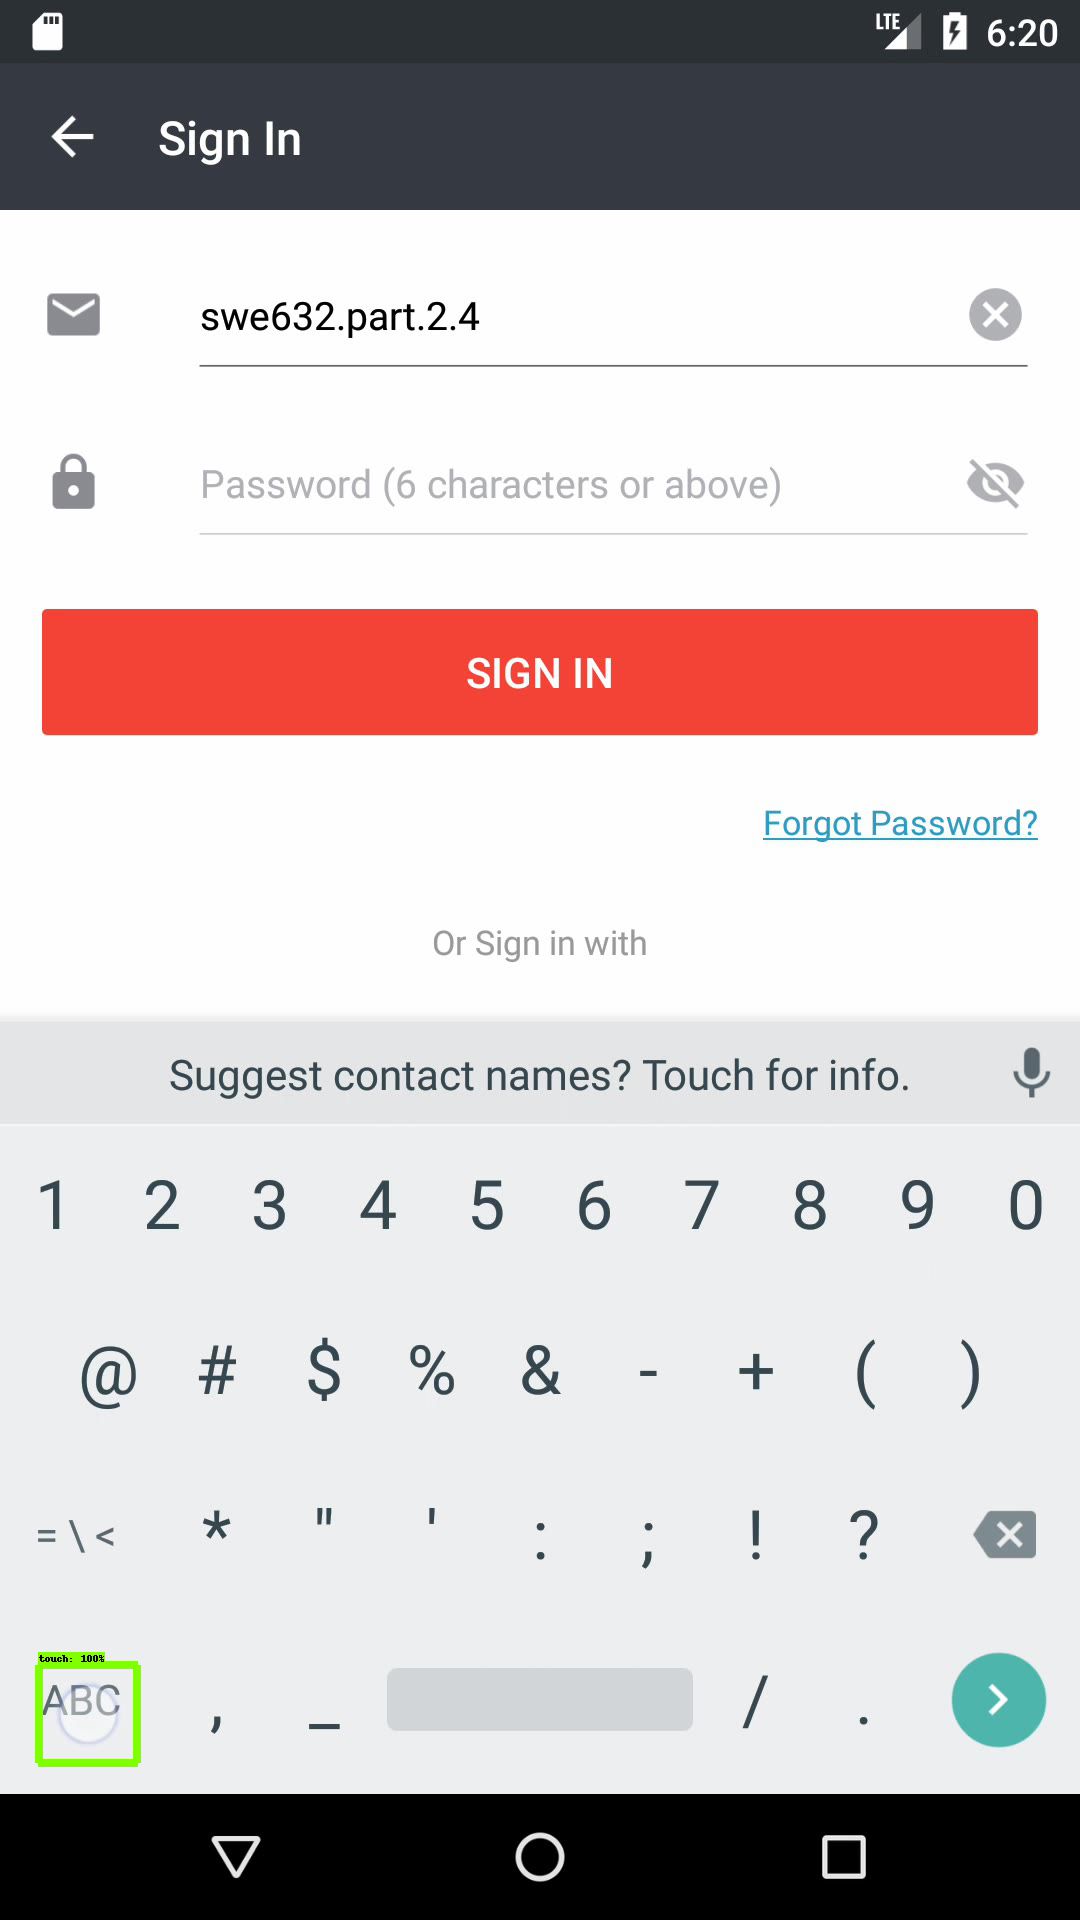 LTE 6:20
Sign In
swe632.part.2.4
Password (6 characters or above)
SIGN IN
Forgot Password?
Or Sign in with
Suggest contact names? Touch for info.
1 2 3 4 5 6 7 8 9 0
@ # $ % & - + ( )
= \ < * " ' : ; ! ?
touch: 100%
ABC , _ / .